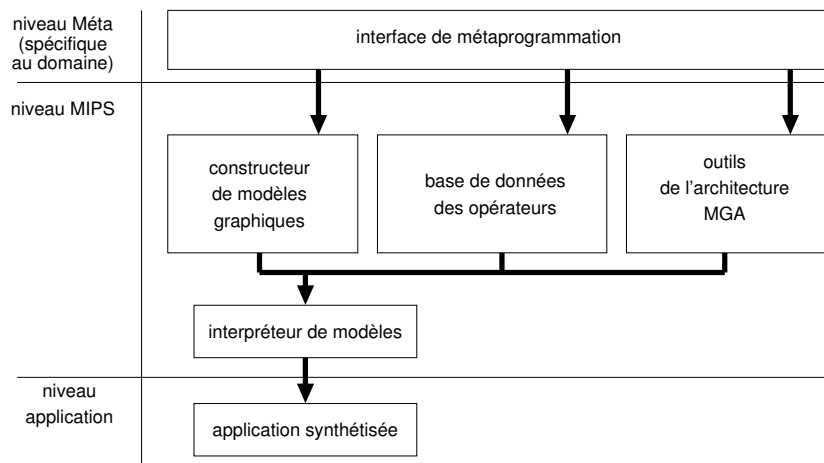 niveau Méta
(spécifique
au domaine)
interface de métaprogrammation
niveau MIPS
constructeur
de modèles
graphiques
base de données
des opérateurs
outils
de l'architecture
MGA
interpréteur de modèles
niveau
application
application synthétisée